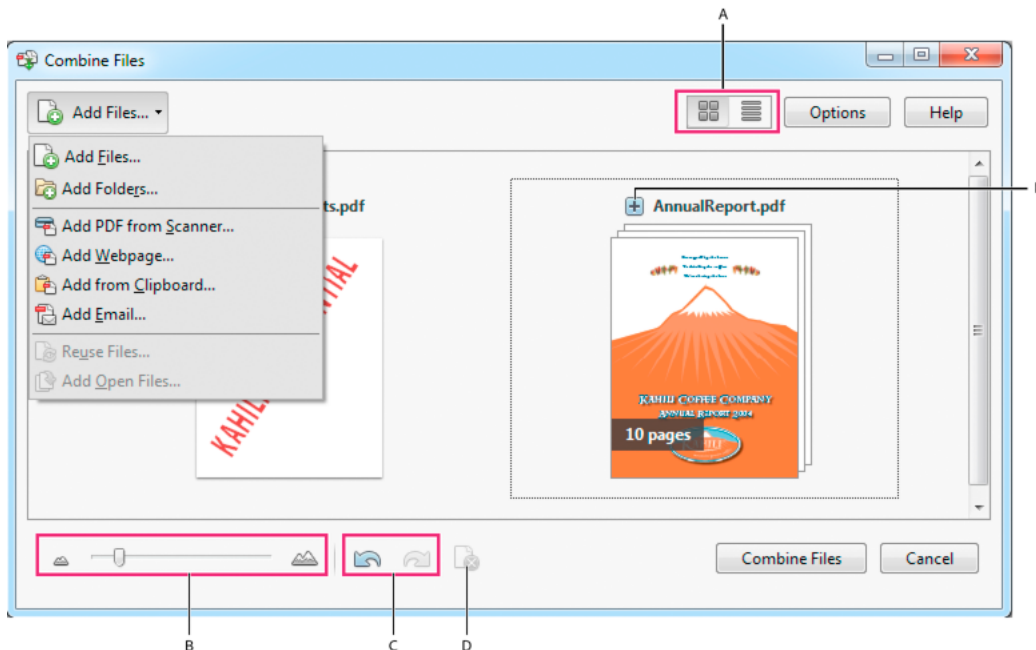 A
Combine Files
Add Files...
Options
Help
Add Files...
Add Folders...
Add PDF from Scanner...
Add Webpage...
Add from Clipboard...
Add Email...
Reuse Files...
Add Open Files...
ts.pdf
AnnualReport.pdf
KAHILI COFFEE COMPANY
ANNUAL REPORT 2004
10 pages
Combine Files
Cancel
B
C
D